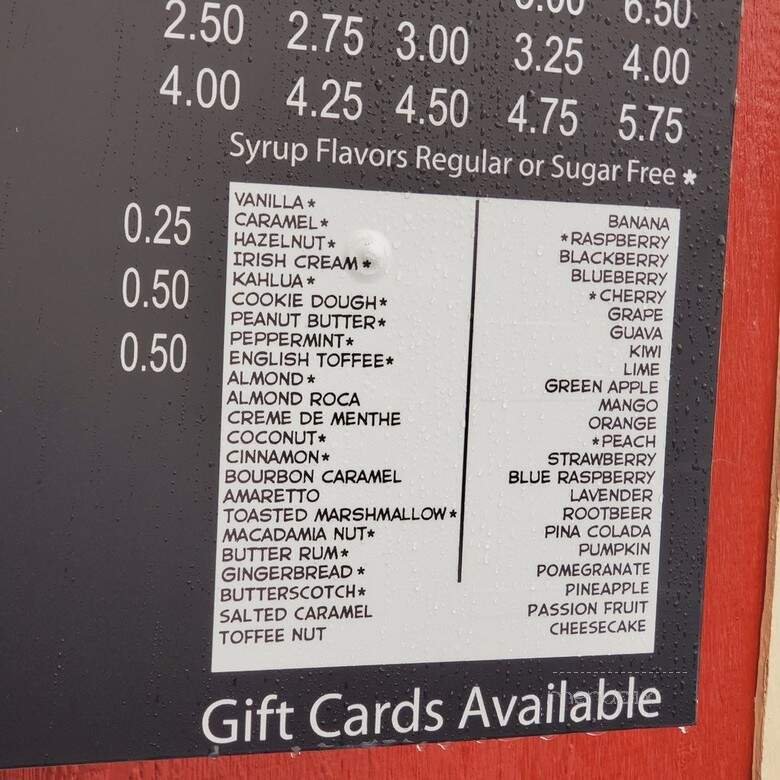 6.50
2.50 2.75 3.00 3.25 4.00
4.00 4.25 4.50 4.75 5.75
Syrup Flavors Regular or Sugar Free *
0.25
0.50
0.50
VANILLA *
CARAMEL *
HAZELNUT *
IRISH CREAM *
KAHLUA *
COOKIE DOUGH *
PEANUT BUTTER *
PEPPERMINT *
ENGLISH TOFFEE *
ALMOND *
ALMOND ROCA
CREME DE MENTHE
COCONUT *
CINNAMON *
BOURBON CARAMEL
AMARETTO
TOASTED MARSHMALLOW *
MACADAMIA NUT *
BUTTER RUM *
GINGERBREAD *
BUTTERSCOTCH *
SALTED CARAMEL
TOFFEE NUT
BANANA
* RASPBERRY
BLACKBERRY
BLUEBERRY
* CHERRY
GRAPE
GUAVA
KIWI
LIME
GREEN APPLE
MANGO
ORANGE
* PEACH
STRAWBERRY
BLUE RASPBERRY
LAVENDER
ROOTBEER
PINA COLADA
PUMPKIN
POMEGRANATE
PINEAPPLE
PASSION FRUIT
CHEESECAKE
Gift Cards Available